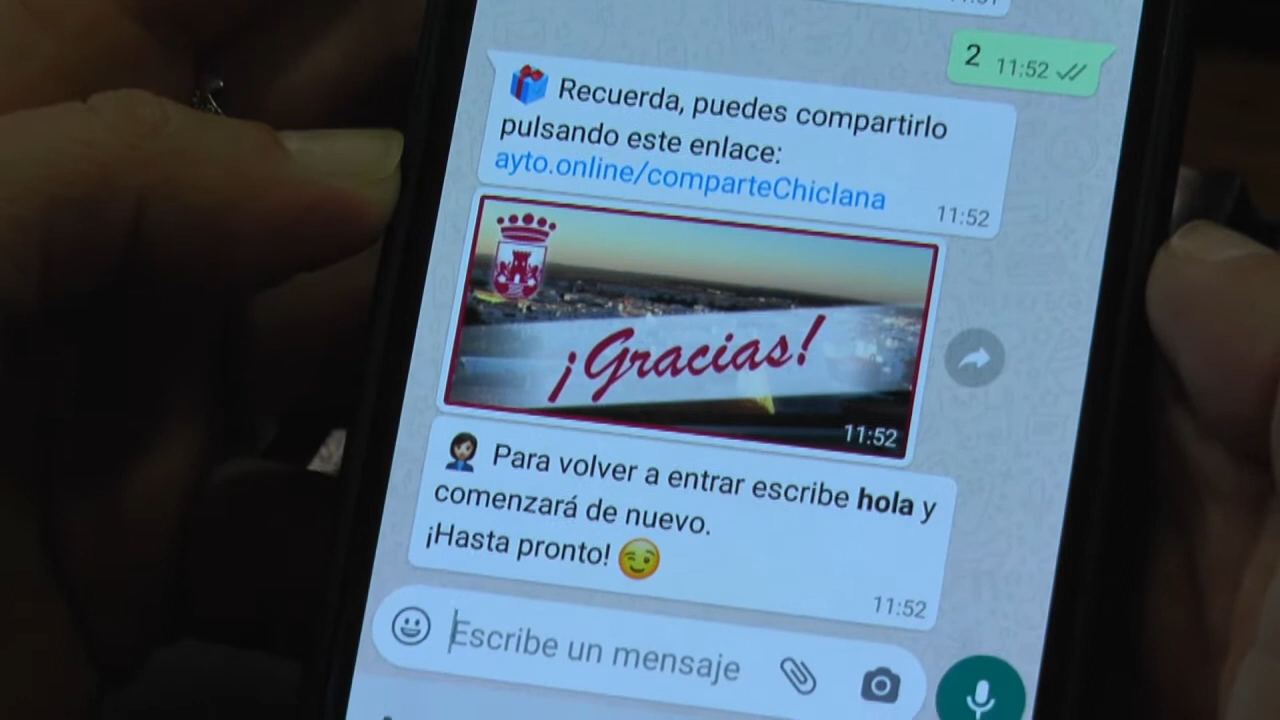 2 11:52
Recuerda, puedes compartirlo
pulsando este enlace:
ayto.online/comparteChiclana
11:52
¡Gracias!
11:52
Para volver a entrar escribe hola y
comenzará de nuevo.
¡Hasta pronto!
11:52
Escribe un mensaje